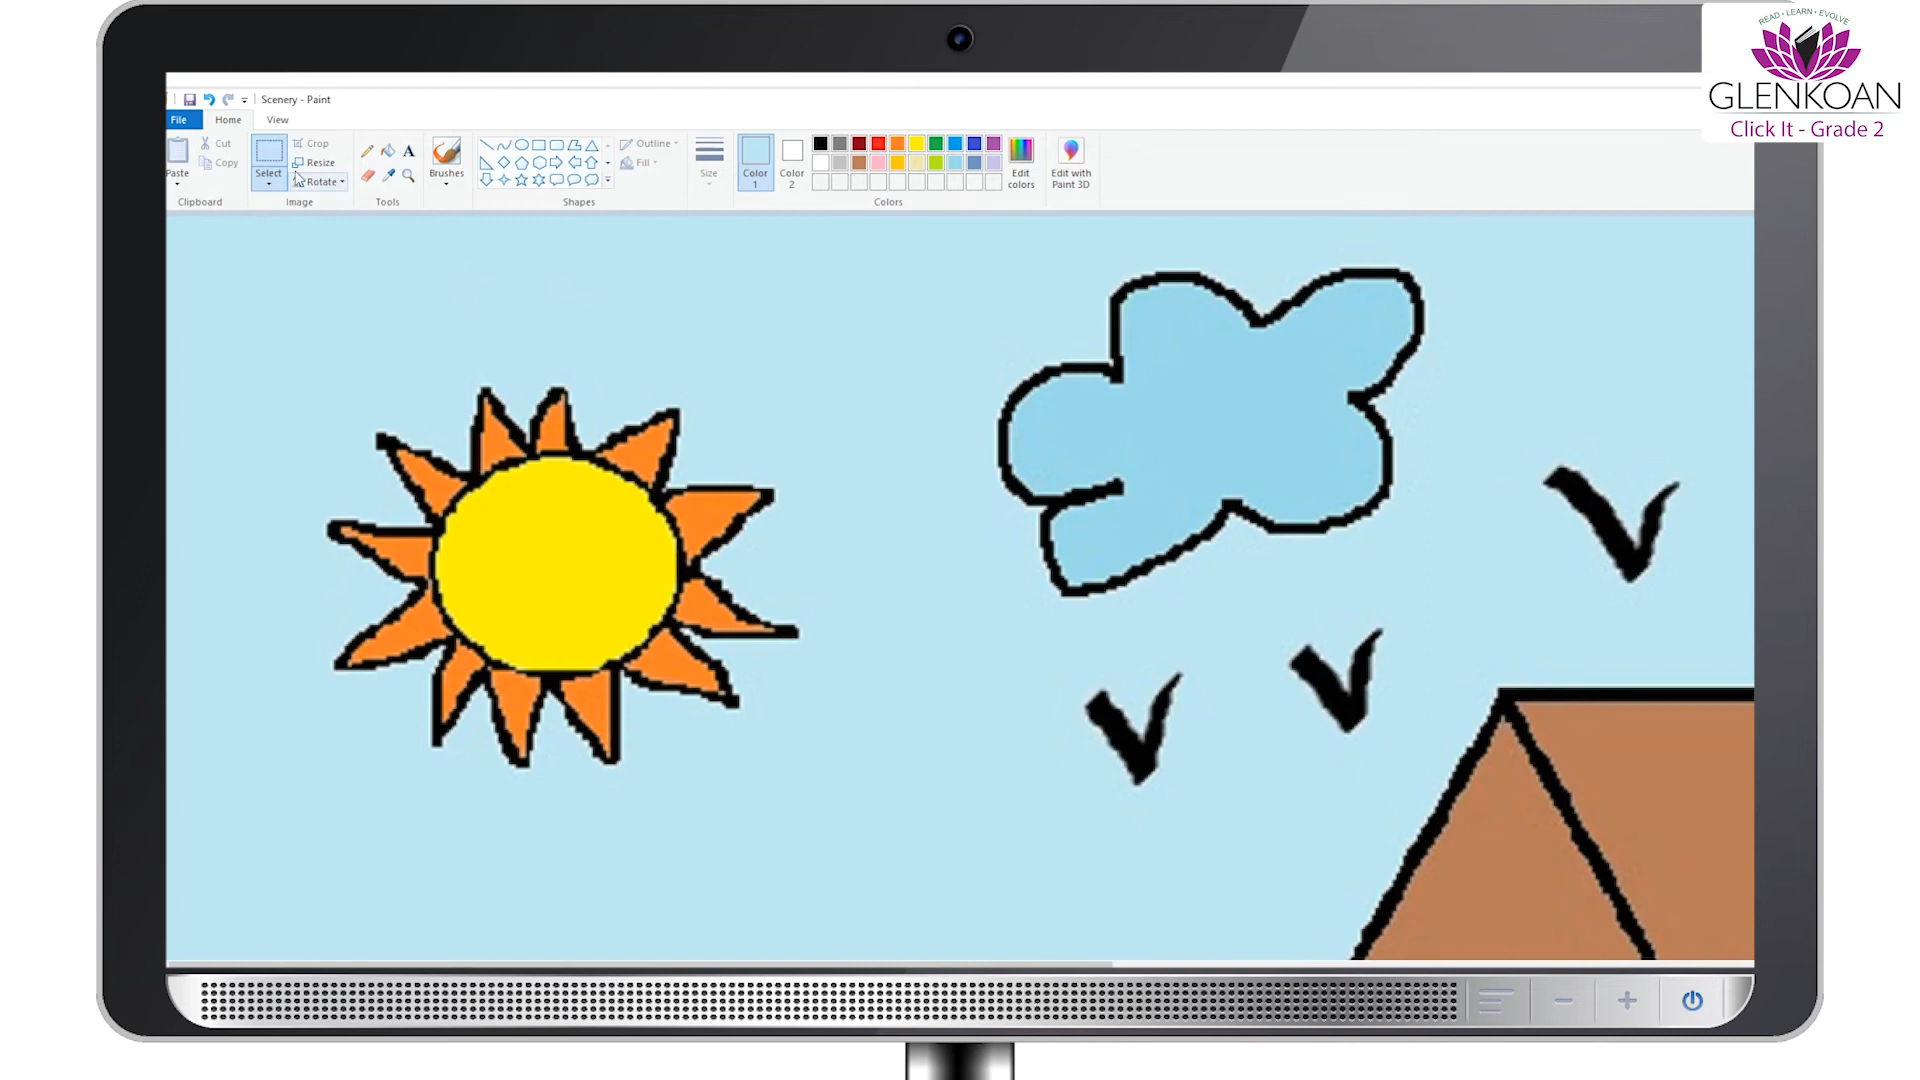 READ • LEARN • EVOLVE
GLENKOAN
Click It - Grade 2
Scenery - Paint
File Home View
Paste
Cut
Copy
Clipboard
Select
Crop
Resize
Rotate
Image
A
Tools
Brushes
Outline
Fill
Shapes
Size
Color
1
Color
2
Edit
colors
Colors
Edit with
Paint 3D